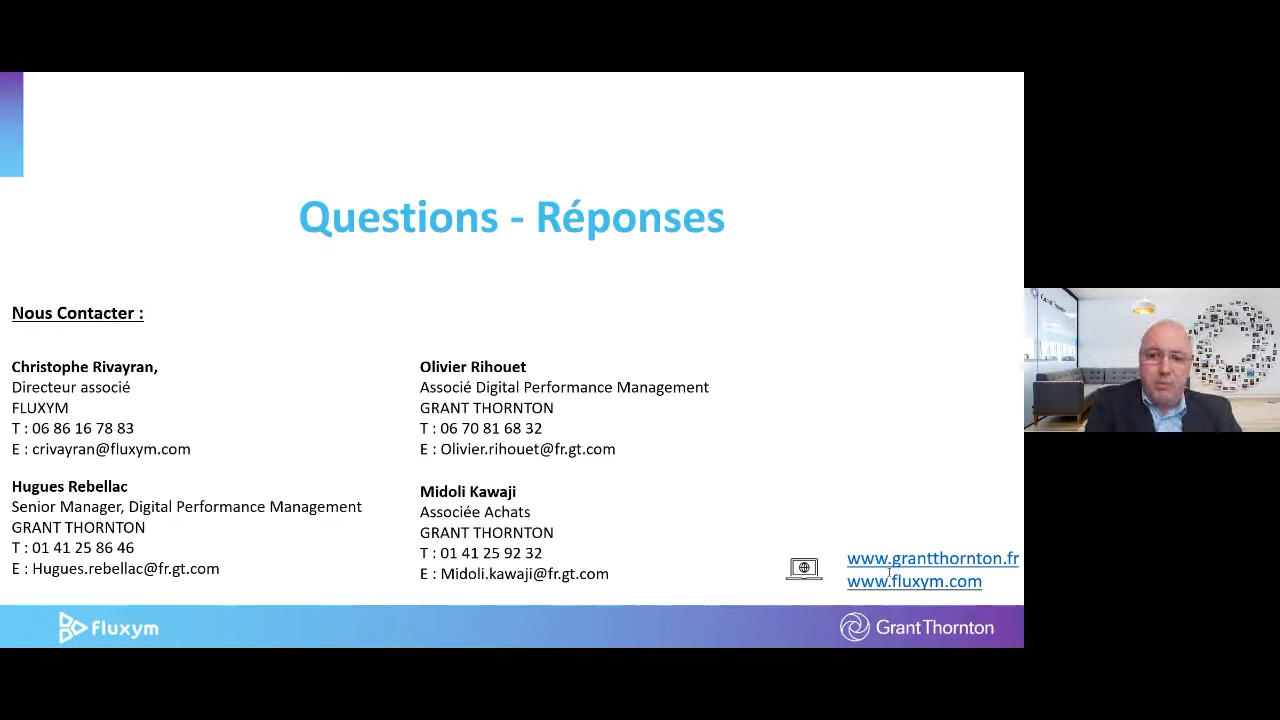 Questions - Réponses
Nous Contacter :
Christophe Rivayran,
Directeur associé
FLUXYM
T : 06 86 16 78 83
E : crivayran@fluxym.com
Hugues Rebellac
Senior Manager, Digital Performance Management
GRANT THORNTON
T : 01 41 25 86 46
E : Hugues.rebellac@fr.gt.com
Olivier Rihouet
Associé Digital Performance Management
GRANT THORNTON
T : 06 70 81 68 32
E : Olivier.rihouet@fr.gt.com
Midoli Kawaji
Associée Achats
GRANT THORNTON
T : 01 41 25 92 32
E : Midoli.kawaji@fr.gt.com
www.grantthornton.fr
www.fluxym.com
Fluxym
Grant Thornton
Grant Thornton